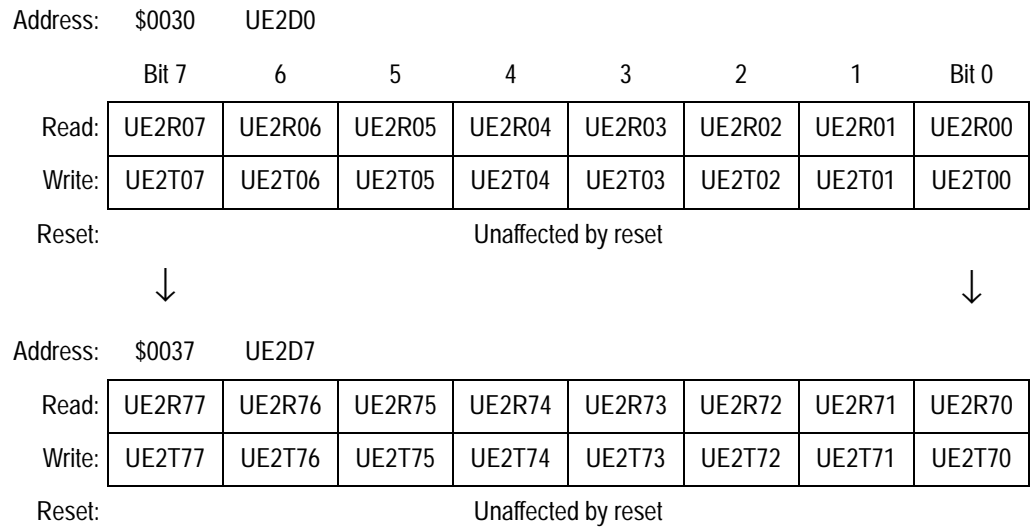 Address: $0030 UE2D0
Bit 7 6 5 4 3 2 1 Bit 0
Read: UE2R07 UE2R06 UE2R05 UE2R04 UE2R03 UE2R02 UE2R01 UE2R00
Write: UE2T07 UE2T06 UE2T05 UE2T04 UE2T03 UE2T02 UE2T01 UE2T00
Reset: Unaffected by reset
↓ ↓
Address: $0037 UE2D7
Read: UE2R77 UE2R76 UE2R75 UE2R74 UE2R73 UE2R72 UE2R71 UE2R70
Write: UE2T77 UE2T76 UE2T75 UE2T74 UE2T73 UE2T72 UE2T71 UE2T70
Reset: Unaffected by reset